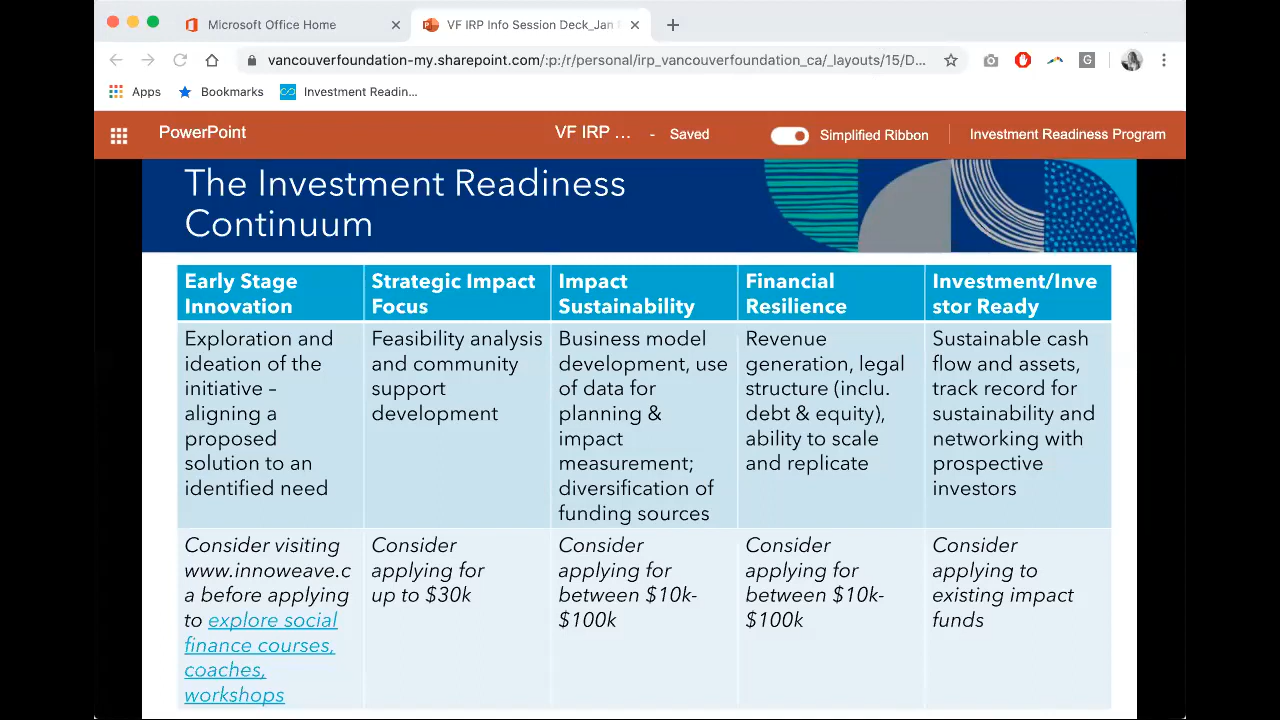 Microsoft Office Home
VF IRP Info Session Deck_Jan
vancouverfoundation-my.sharepoint.com/:p:/r/personal/irp_vancouverfoundation_ca/_layouts/15/D...
Apps
Bookmarks
Investment Readin...
PowerPoint
VF IRP ... - Saved
Simplified Ribbon
Investment Readiness Program
The Investment Readiness
Continuum
Early Stage
Innovation
Strategic Impact
Focus
Impact
Sustainability
Financial
Resilience
Investment/Inve
stor Ready
Exploration and
ideation of the
initiative –
aligning a
proposed
solution to an
identified need
Feasibility analysis
and community
support
development
Business model
development, use
of data for
planning &
impact
measurement;
diversification of
funding sources
Revenue
generation, legal
structure (inclu.
debt & equity),
ability to scale
and replicate
Sustainable cash
flow and assets,
track record for
sustainability and
networking with
prospective
investors
Consider visiting
www.innoweave.c
a before applying
to explore social
finance courses,
coaches,
workshops
Consider
applying for
up to $30k
Consider
applying for
between $10k-
$100k
Consider
applying for
between $10k-
$100k
Consider
applying to
existing impact
funds